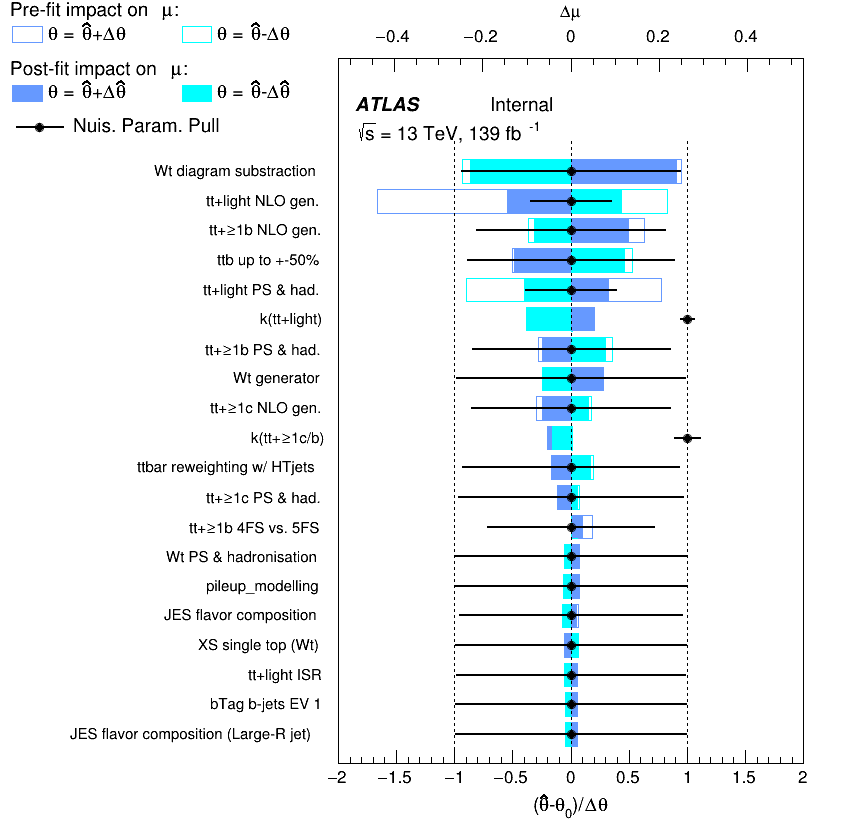 Pre-fit impact on μ:
θ = θ̂+Δθ θ = θ̂-Δθ
Post-fit impact on μ:
θ = θ̂+Δθ̂ θ = θ̂-Δθ̂
Nuis. Param. Pull
Δμ
−0.4 −0.2 0 0.2 0.4
ATLAS Internal
√s = 13 TeV, 139 fb⁻¹
Wt diagram substraction
tt+light NLO gen.
tt+≥1b NLO gen.
ttb up to +-50%
tt+light PS & had.
k(tt+light)
tt+≥1b PS & had.
Wt generator
tt+≥1c NLO gen.
k(tt+≥1c/b)
ttbar reweighting w/ HTjets
tt+≥1c PS & had.
tt+≥1b 4FS vs. 5FS
Wt PS & hadronisation
pileup_modelling
JES flavor composition
XS single top (Wt)
tt+light ISR
bTag b-jets EV 1
JES flavor composition (Large-R jet)
−2 −1.5 −1 −0.5 0 0.5 1 1.5 2
(θ̂-θ₀)/Δθ